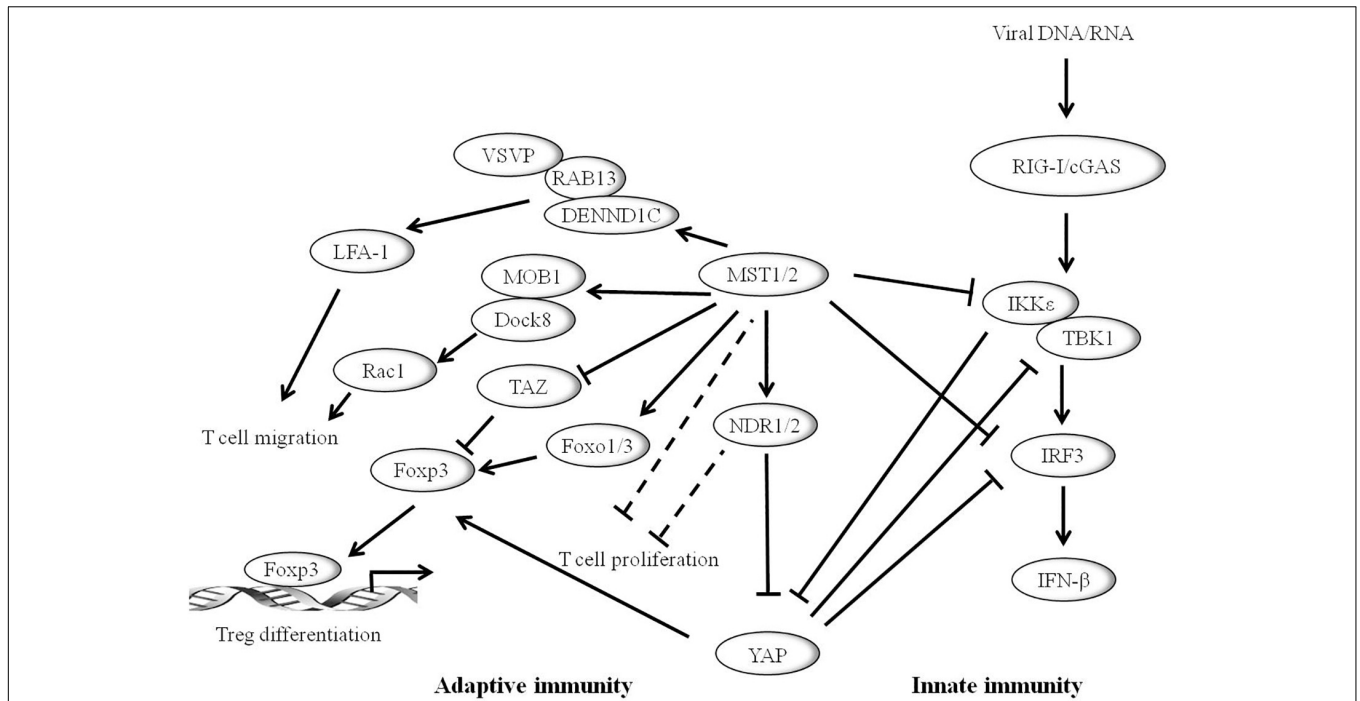 Viral DNA/RNA
VSVP
RAB13
RIG-I/cGAS
DENND1C
LFA-1
MOB1
MST1/2
IKKε
Dock8
TBK1
Rac1
TAZ
NDR1/2
T cell migration
Foxo1/3
IRF3
Foxp3
T cell proliferation
Foxp3
IFN-β
Treg differentiation
YAP
Adaptive immunity
Innate immunity